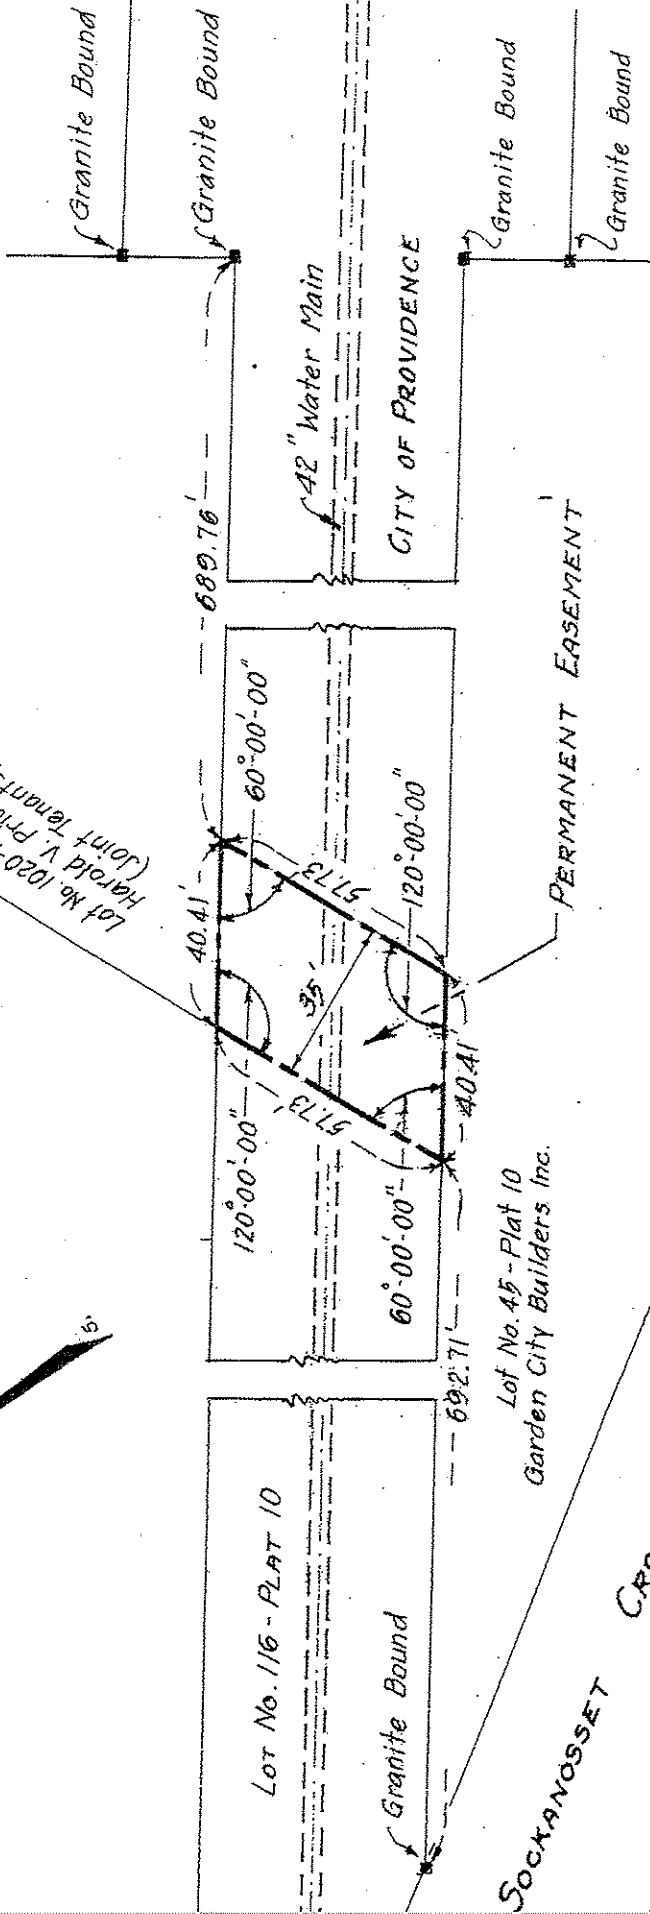 Granite Bound
Granite Bound
Granite Bound
Granite Bound
42" Water Main
CITY OF PROVIDENCE
689.76'
60°-00'-00"
57.73'
120°-00'-00"
PERMANENT EASEMENT
Lot No. 1020
Harold V.
(Joint Tenants
40.41'
35'
120°-00'-00"
57.73'
60°-00'-00"
40.41'
692.71'
Lot No. 45 - Plat 10
Garden City Builders Inc.
5'
LOT No. 116 - PLAT 10
Granite Bound
SOCKANOSSET